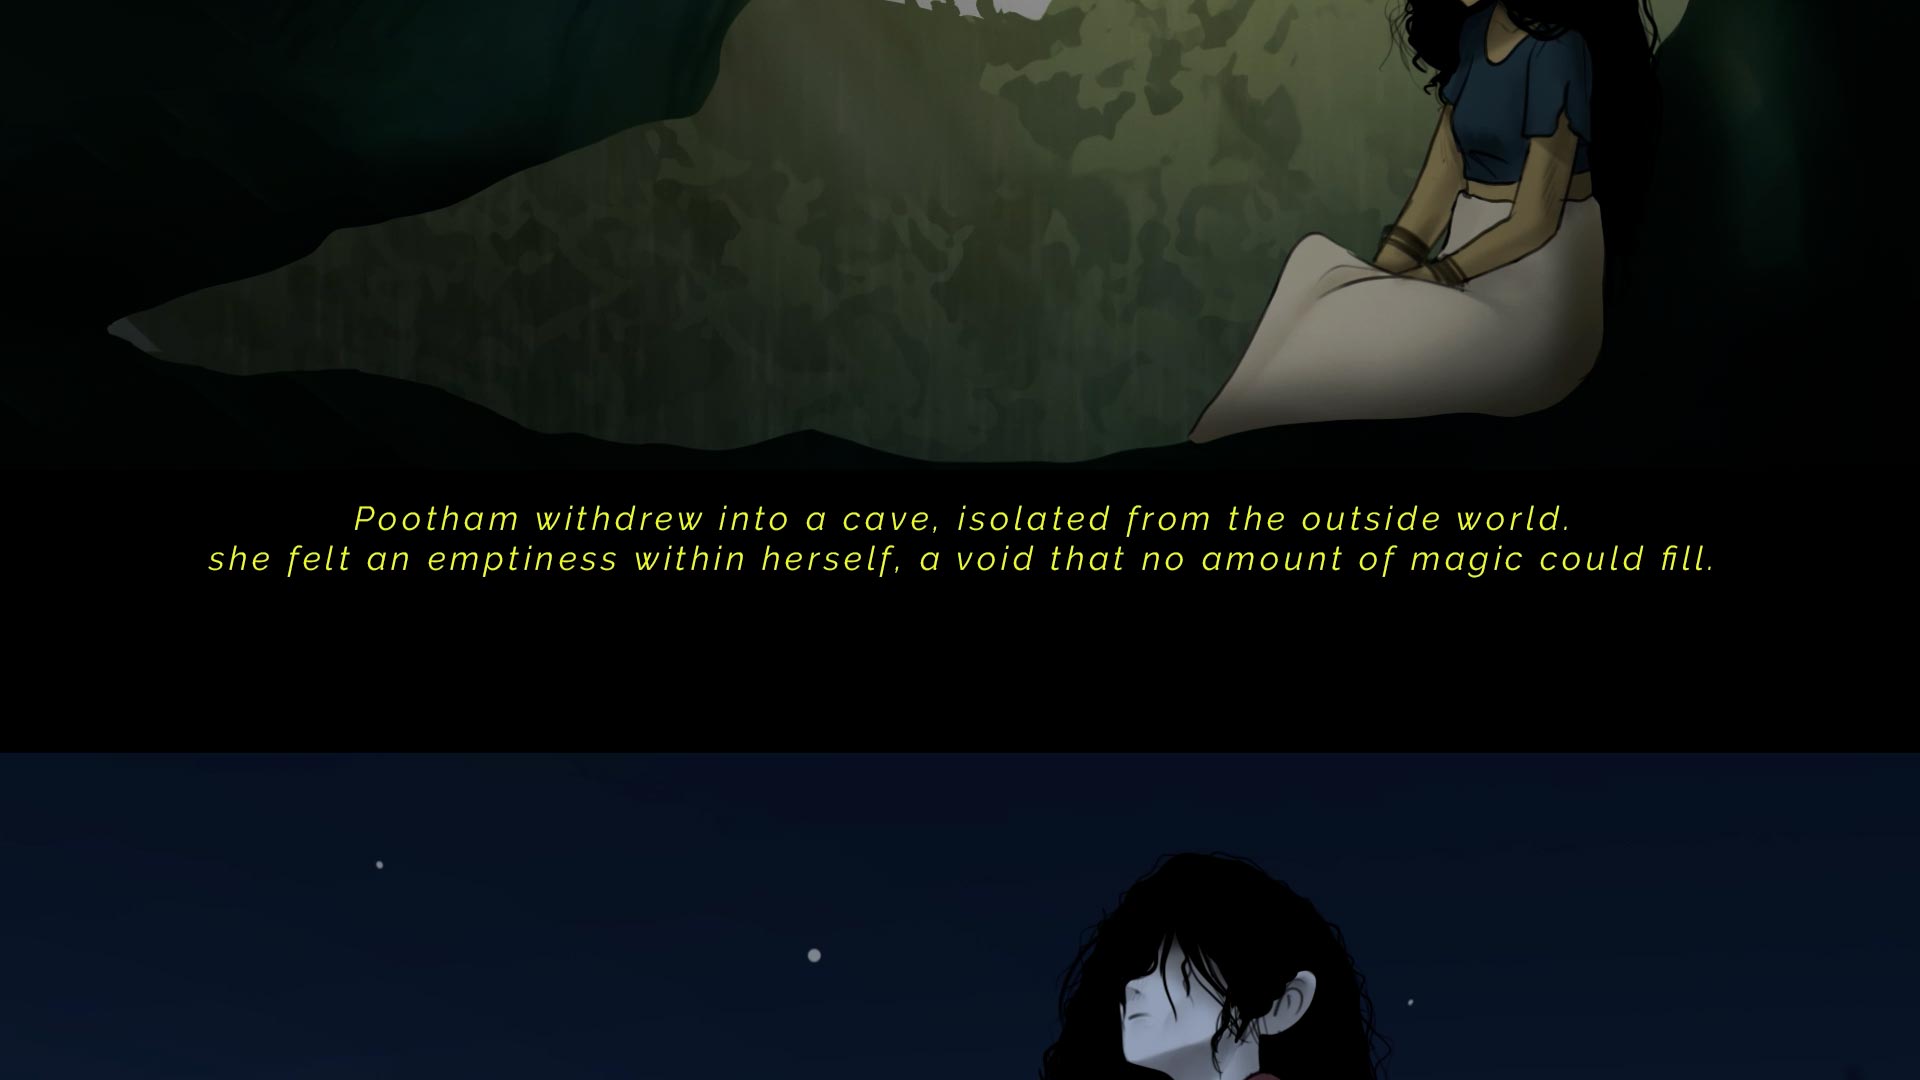 Pootham withdrew into a cave, isolated from the outside world.
she felt an emptiness within herself, a void that no amount of magic could fill.